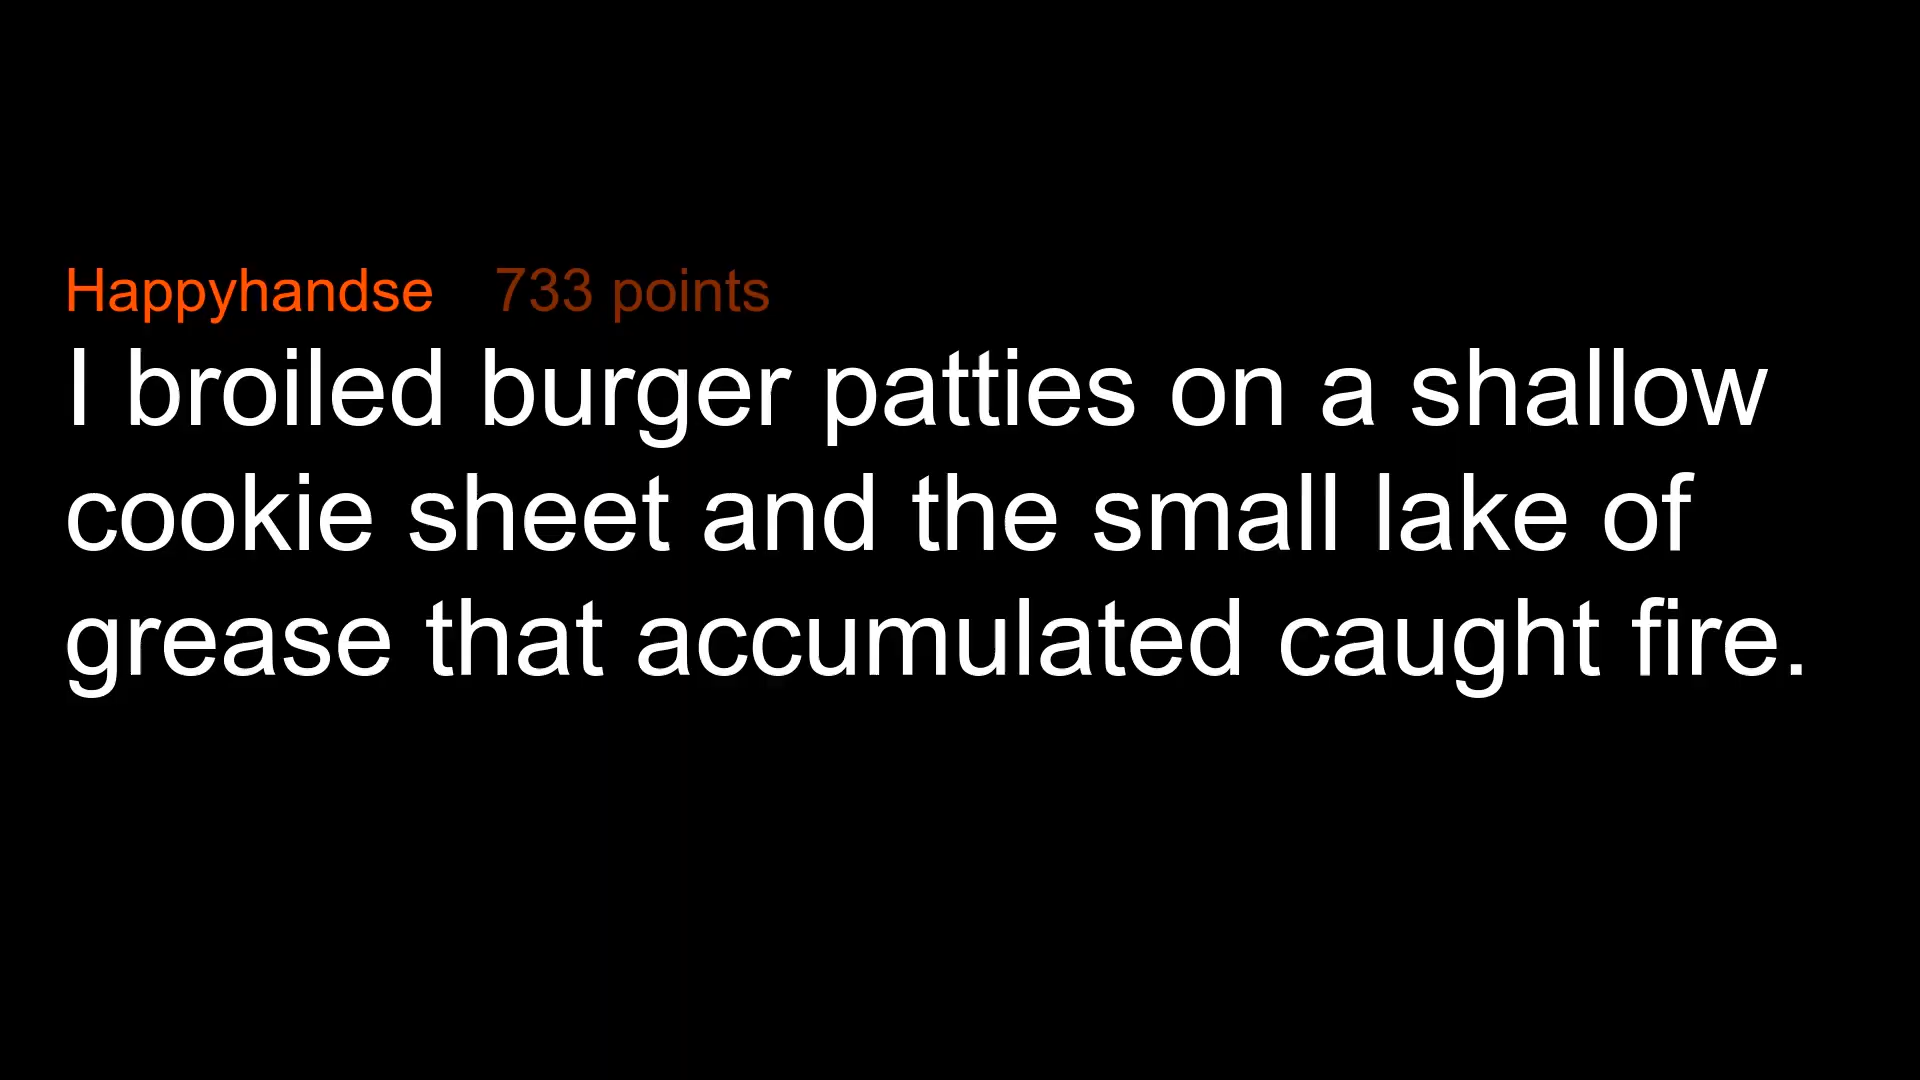 Happyhandse 733 points
I broiled burger patties on a shallow
cookie sheet and the small lake of
grease that accumulated caught fire.